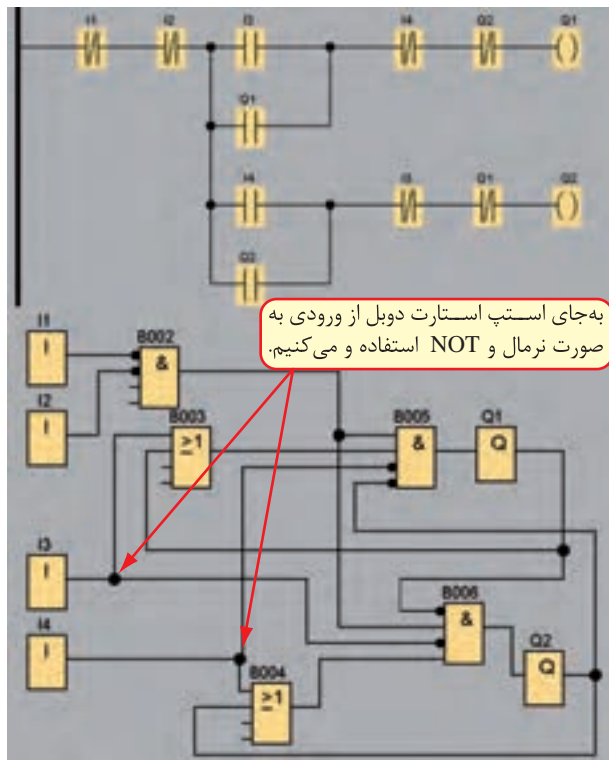 I1 I2 I3 I4 Q2 Q1
Q1
I4 I3 Q1 Q2
Q2
به‌جای استپ استارت دوبل از ورودی به
صورت نرمال و NOT استفاده و می‌کنیم.
I1
I
B002
&
I2
I
B003
≥1
B005
&
Q1
Q
I3
I
I4
I
B006
&
Q2
Q
B004
≥1